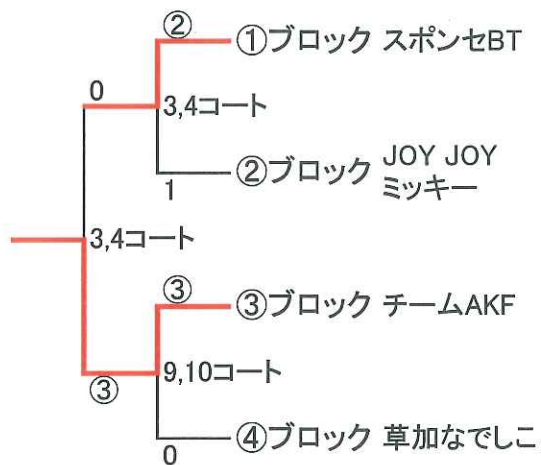 ②
①ブロック スポンセBT
0
3,4コート
1
②ブロック JOY JOY
ミッキー
3,4コート
③
③ブロック チームAKF
9,10コート
③
0
④ブロック 草加なでしこ